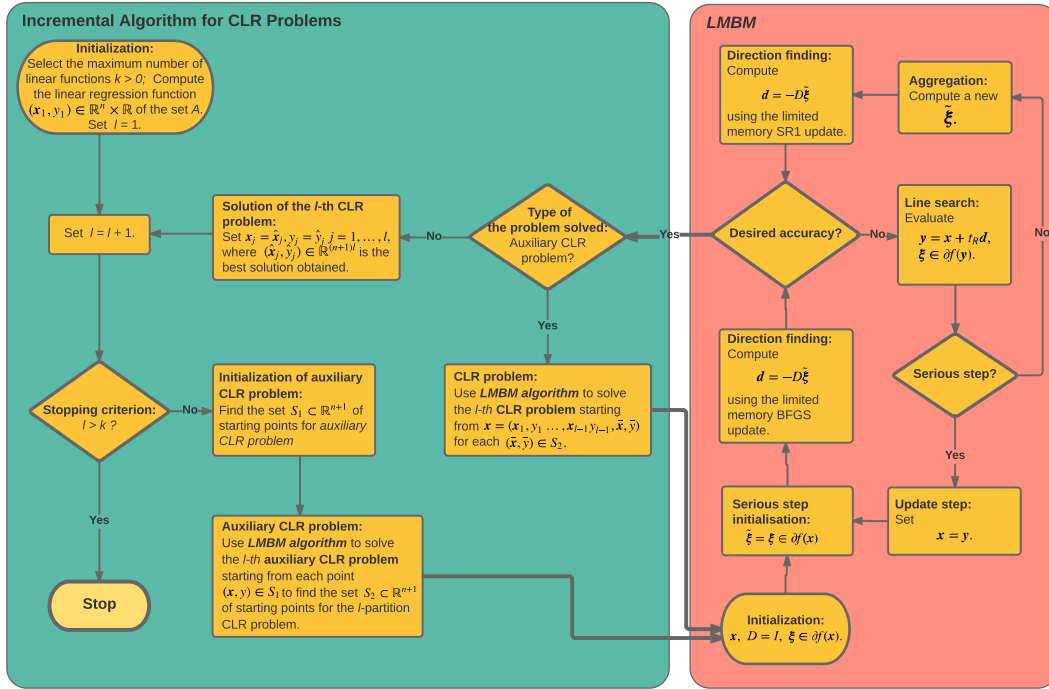 Incremental Algorithm for CLR Problems
Initialization:
Select the maximum number of
linear functions k > 0; Compute
the linear regression function
(x₁, y₁) ∈ ℝⁿ × ℝ of the set A.
Set l = 1.
Set l = l + 1.
Solution of the l-th CLR
problem:
Set xⱼ = x̂ⱼ, yⱼ = ŷⱼ j = 1, . . . , l,
where (x̂ⱼ, ŷⱼ) ∈ ℝ⁽ⁿ⁺¹⁾ˡ is the
best solution obtained.
No
Type of
the problem solved:
Auxiliary CLR
problem?
Yes
Yes
Stopping criterion:
l > k ?
No
Initialization of auxiliary
CLR problem:
Find the set S₁ ⊂ ℝⁿ⁺¹ of
starting points for auxiliary
CLR problem
CLR problem:
Use LMBM algorithm to solve
the l-th CLR problem starting
from x = (x₁, y₁ . . . , xₗ₋₁yₗ₋₁, x̄, ȳ)
for each (x̄, ȳ) ∈ S₂.
Yes
Stop
Auxiliary CLR problem:
Use LMBM algorithm to solve
the l-th auxiliary CLR problem
starting from each point
(x, y) ∈ S₁ to find the set S₂ ⊂ ℝⁿ⁺¹
of starting points for the l-partition
CLR problem.
LMBM
Direction finding:
Compute
d = −Dξ̃
using the limited
memory SR1 update.
Aggregation:
Compute a new
ξ̃.
Desired accuracy?
No
Line search:
Evaluate
y = x + t_R d,
ξ ∈ ∂f(y).
No
Direction finding:
Compute
d = −Dξ̃
using the limited
memory BFGS
update.
Serious step?
Yes
Serious step
initialisation:
ξ̃ = ξ ∈ ∂f(x)
Update step:
Set
x = y.
Initialization:
x, D = I, ξ ∈ ∂f(x).